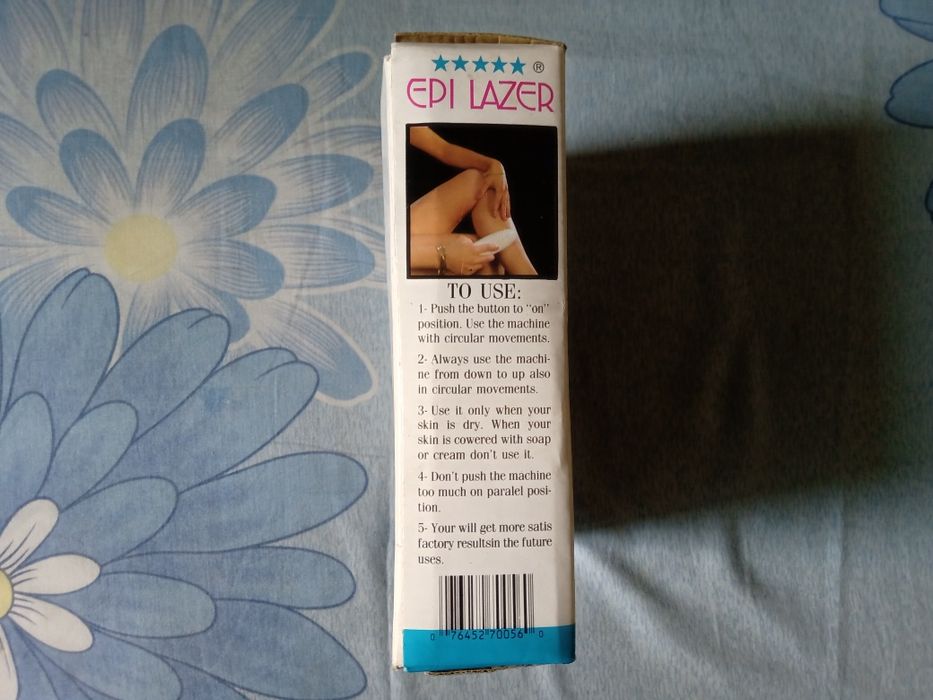 ★★★★★ ®
EPI LAZER
TO USE:
1- Push the button to "on"
position. Use the machine
with circular movements.
2- Always use the machi-
ne from down to up also
in circular movements.
3- Use it only when your
skin is dry. When your
skin is cowered with soap
or cream don't use it.
4- Don't push the machine
too much on paralel posi-
tion.
5- Your will get more satis
factory resultsin the future
uses.
0 76452 70056 0